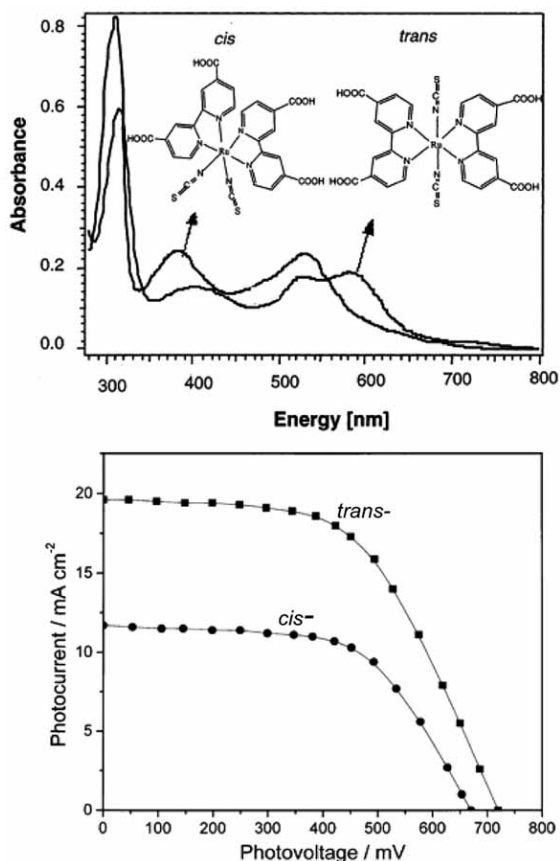 0.8
0.6
0.4
0.2
0.0
Absorbance
cis
trans
HOOC
COOH
COOH
HOOC
N
N
N
N
Ru
N
C
S
N
C
S
S
C
N
HOOC
COOH
N
N
N
N
Ru
HOOC
COOH
N
C
S
300
400
500
600
700
800
Energy [nm]
20
15
10
5
0
Photocurrent / mA cm-2
trans-
cis-
0
100
200
300
400
500
600
700
800
Photovoltage / mV